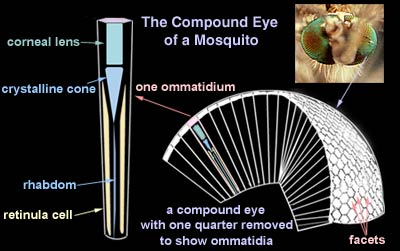 The Compound Eye
of a Mosquito
corneal lens
crystalline cone
one ommatidium
rhabdom
retinula cell
a compound eye
with one quarter removed
to show ommatidia
facets